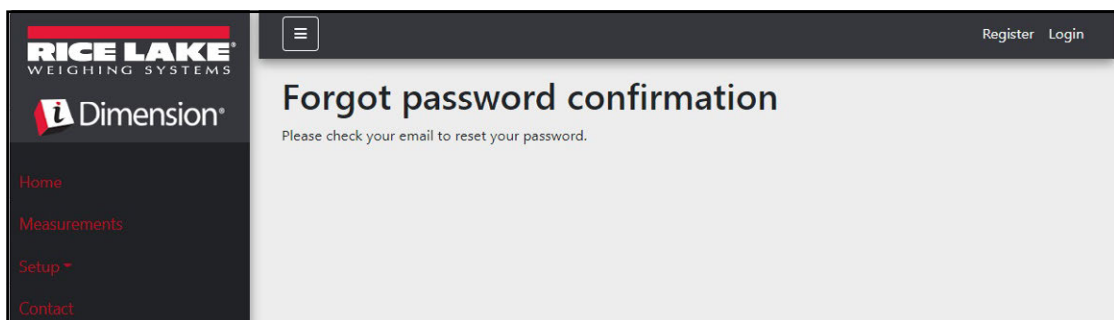 RICE LAKE®
WEIGHING SYSTEMS
i Dimension®
Home
Measurements
Setup
Contact
Register Login
Forgot password confirmation
Please check your email to reset your password.